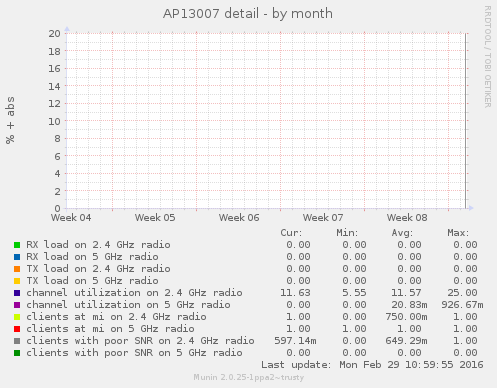 AP13007 detail - by month
RRDTOOL / TOBI OETIKER
% + abs
20
18
16
14
12
10
8
6
4
2
0
Week 04 Week 05 Week 06 Week 07 Week 08
Cur: Min: Avg: Max:
RX load on 2.4 GHz radio 0.00 0.00 0.00 0.00
RX load on 5 GHz radio 0.00 0.00 0.00 0.00
TX load on 2.4 GHz radio 0.00 0.00 0.00 0.00
TX load on 5 GHz radio 0.00 0.00 0.00 0.00
channel utilization on 2.4 GHz radio 11.63 5.55 11.57 25.00
channel utilization on 5 GHz radio 0.00 0.00 20.83m 926.67m
clients at mi on 2.4 GHz radio 1.00 0.00 750.00m 1.00
clients at mi on 5 GHz radio 1.00 1.00 1.00 1.00
clients with poor SNR on 2.4 GHz radio 597.14m 0.00 649.29m 1.00
clients with poor SNR on 5 GHz radio 0.00 0.00 0.00 0.00
Last update: Mon Feb 29 10:59:55 2016
Munin 2.0.25-1ppa2~trusty